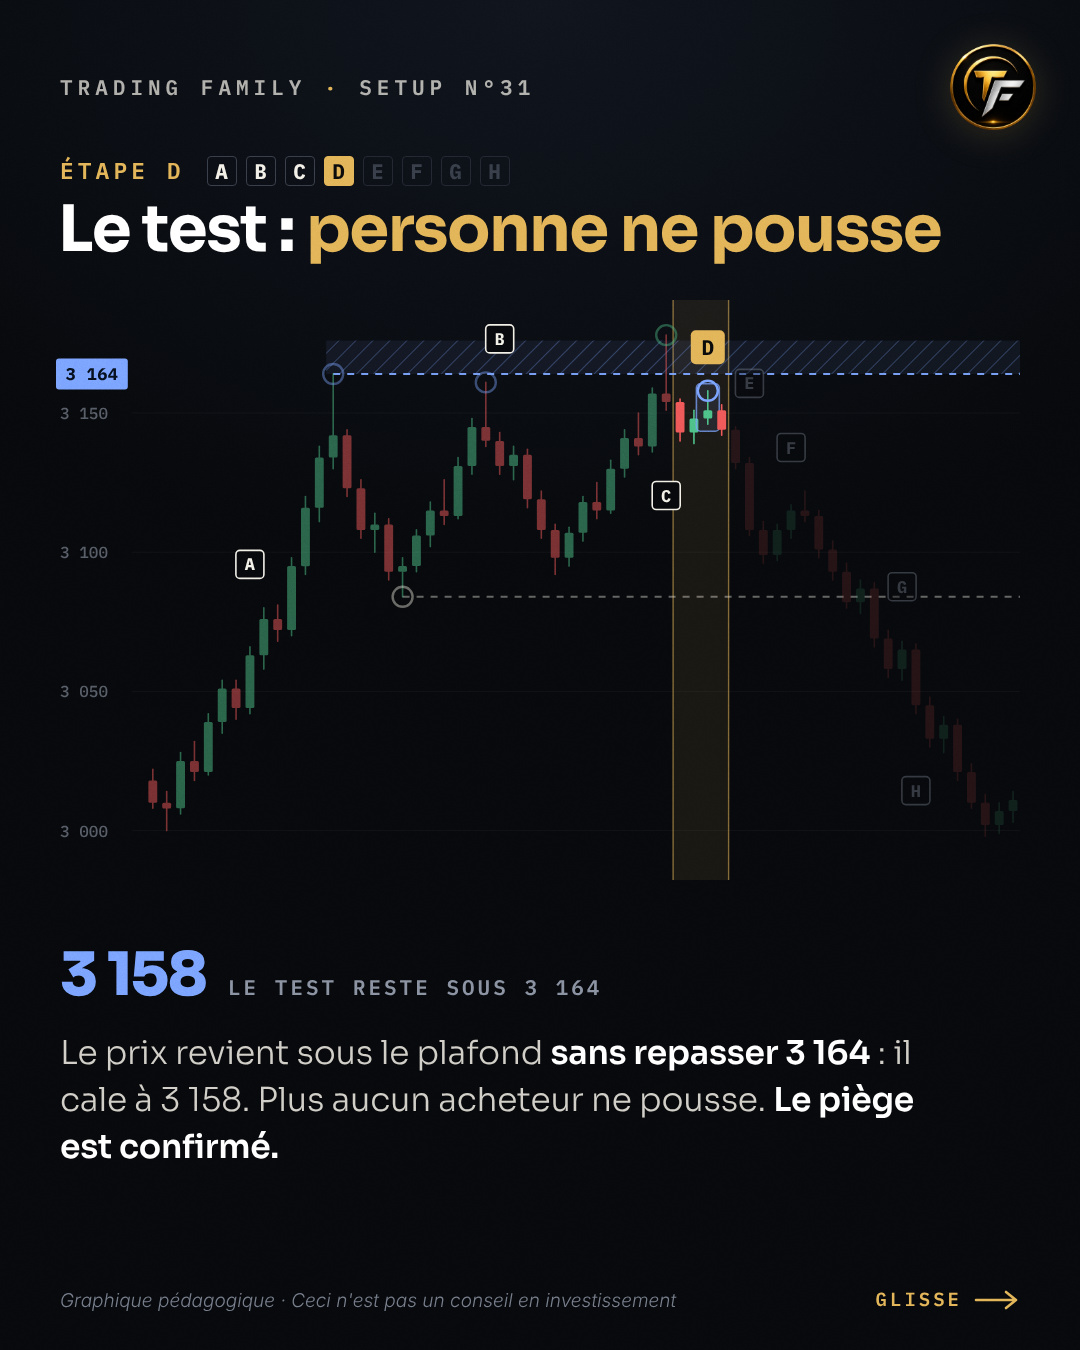 TRADING FAMILY · SETUP N°31
TF
ÉTAPE D A B C D E F G H
Le test : personne ne pousse
B
D
3 164
E
3 150
F
C
3 100
A
G
3 050
H
3 000
3 158 LE TEST RESTE SOUS 3 164
Le prix revient sous le plafond sans repasser 3 164 : il
cale à 3 158. Plus aucun acheteur ne pousse. Le piège
est confirmé.
Graphique pédagogique · Ceci n'est pas un conseil en investissement
GLISSE →